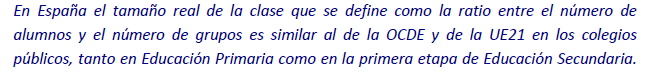 En España el tamaño real de la clase que se define como la ratio entre el número de
alumnos y el número de grupos es similar al de la OCDE y de la UE21 en los colegios
públicos, tanto en Educación Primaria como en la primera etapa de Educación Secundaria.